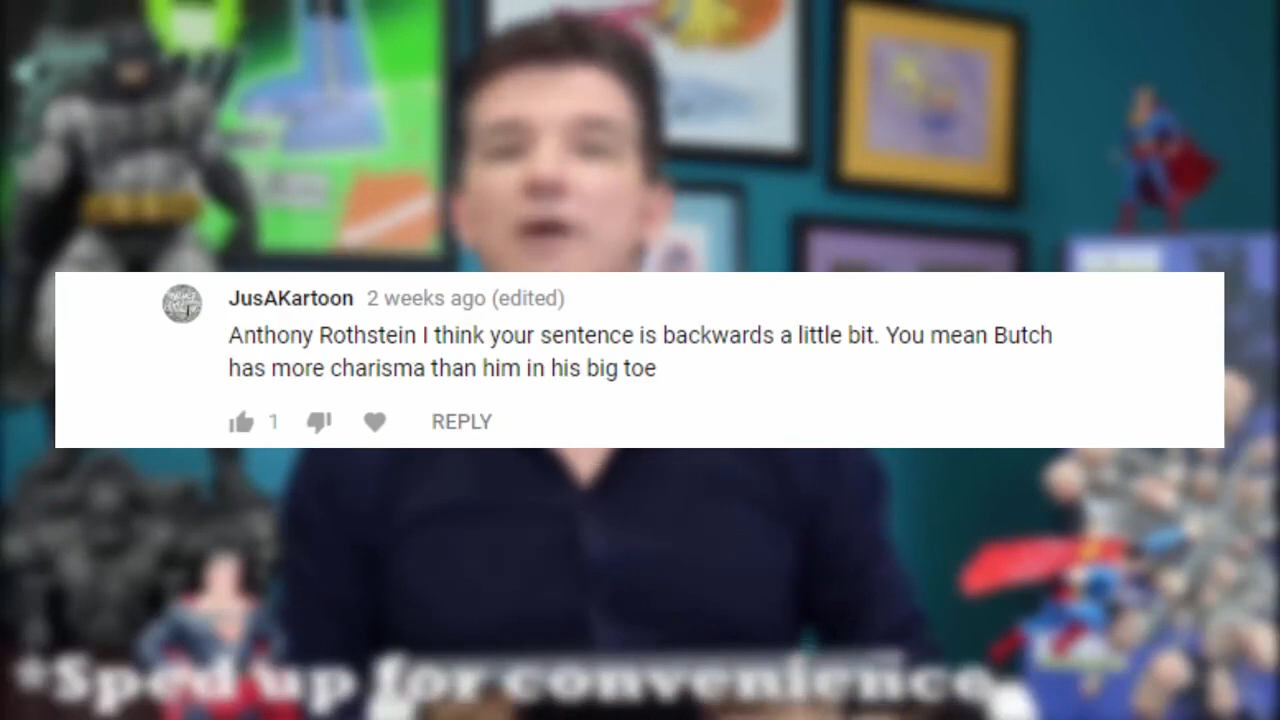 JusAKartoon 2 weeks ago (edited)
Anthony Rothstein I think your sentence is backwards a little bit. You mean Butch
has more charisma than him in his big toe
1 REPLY
*Sped up for convenience